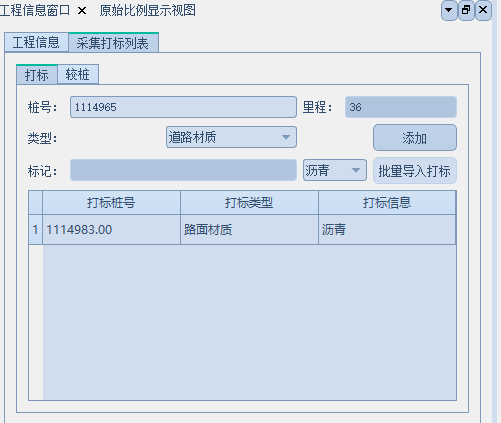 工程信息窗口 × 原始比例显示视图
工程信息 采集打标列表
打标 较桩
桩号： 1114965 里程： 36
类型： 道路材质 添加
标记： 沥青 批量导入打标
打标桩号 打标类型 打标信息
1 1114983.00 路面材质 沥青